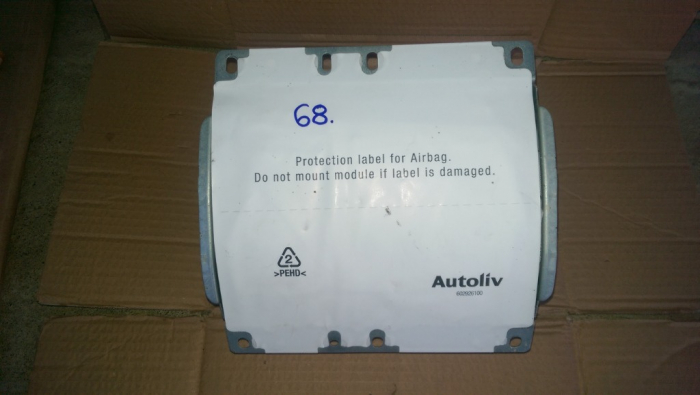 68.
Protection label for Airbag.
Do not mount module if label is damaged.
2
>PEHD<
Autoliv